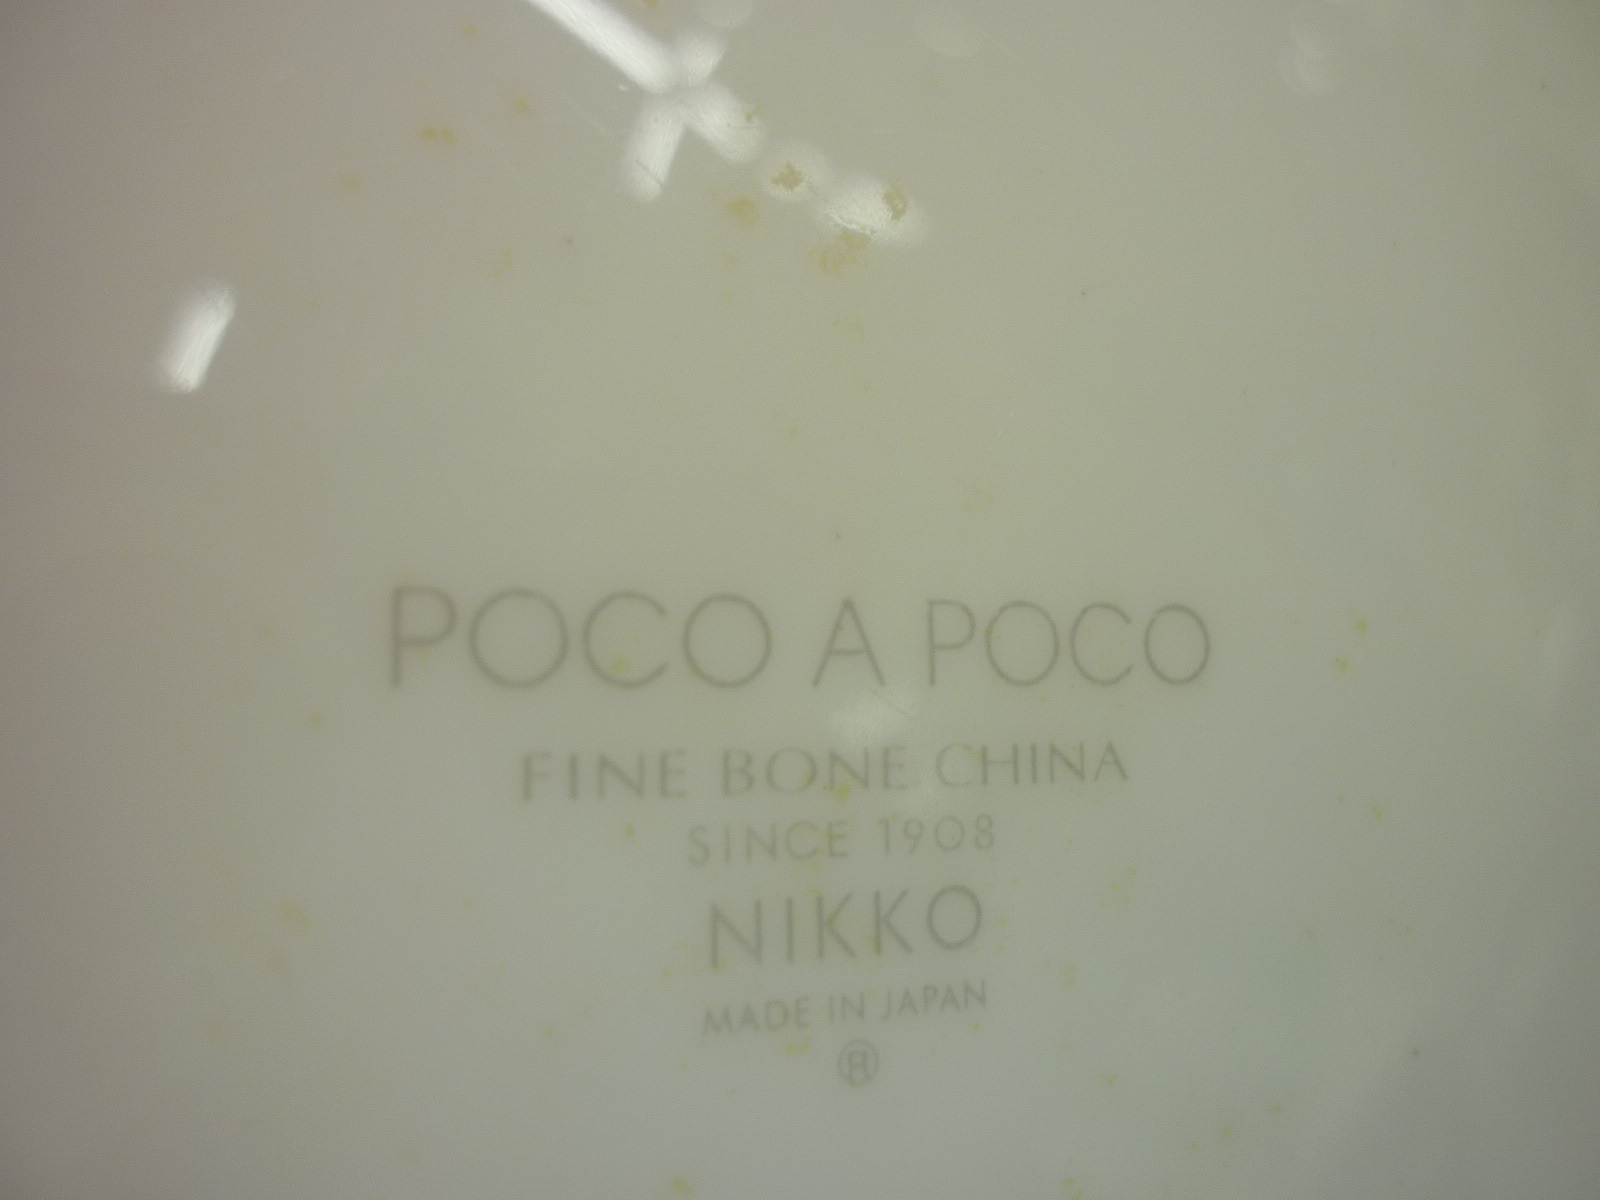 POCO A POCO
FINE BONE CHINA
SINCE 1908
NIKKO
MADE IN JAPAN
®